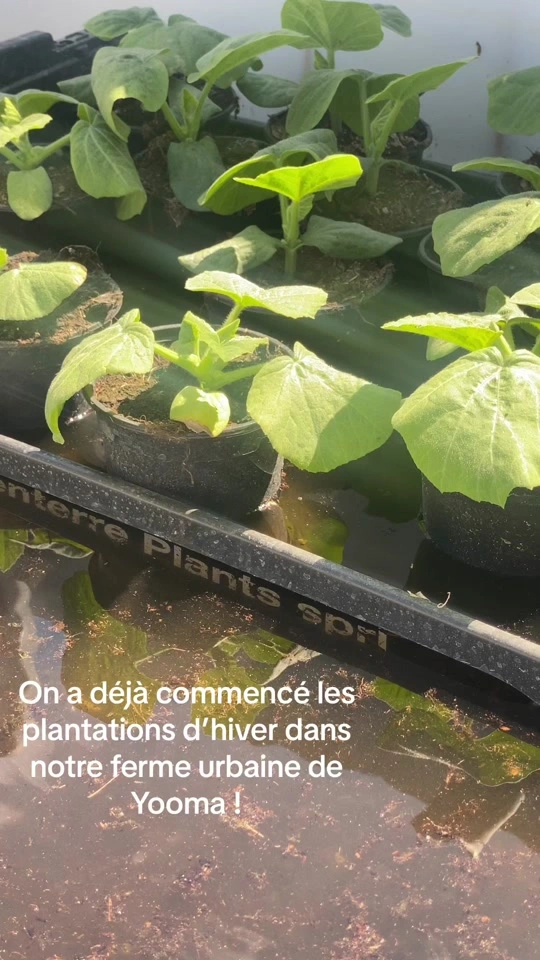 enterre Plants sprl
On a déjà commencé les
plantations d’hiver dans
notre ferme urbaine de
Yooma !